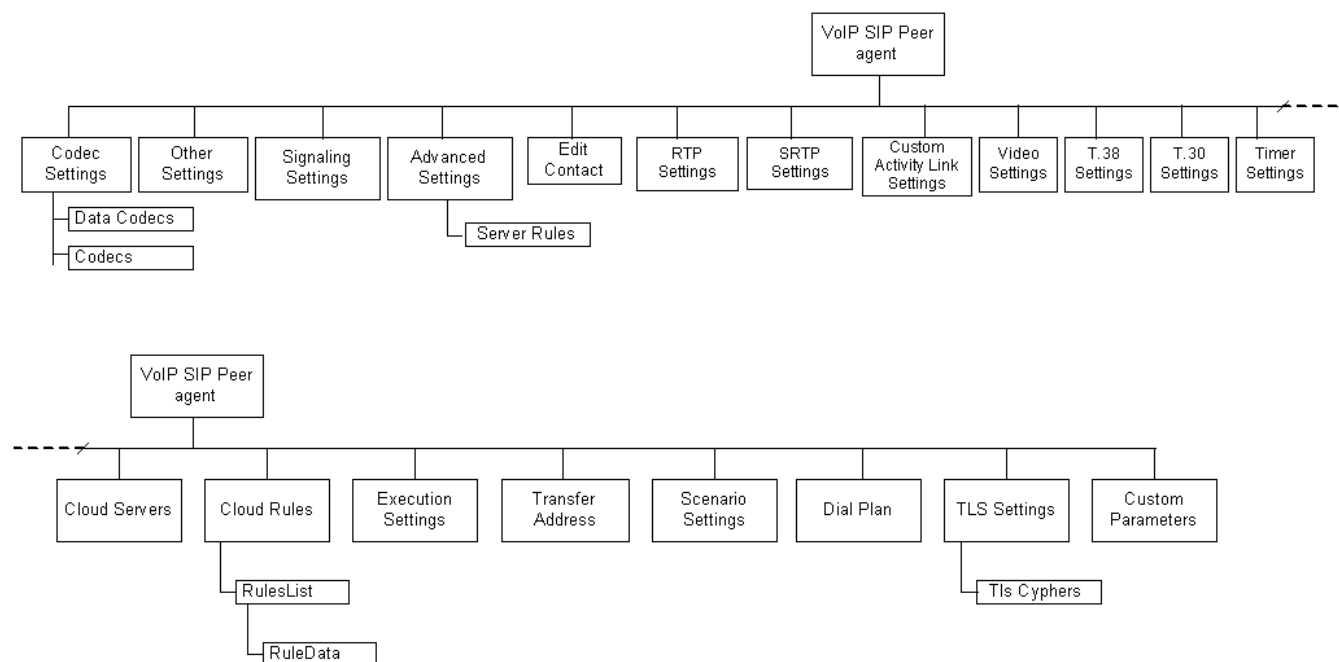 VoIP SIP Peer
agent
Codec
Settings
Other
Settings
Signaling
Settings
Advanced
Settings
Edit
Contact
RTP
Settings
SRTP
Settings
Custom
Activity Link
Settings
Video
Settings
T.38
Settings
T.30
Settings
Timer
Settings
Data Codecs
Codecs
Server Rules
VoIP SIP Peer
agent
Cloud Servers
Cloud Rules
Execution
Settings
Transfer
Address
Scenario
Settings
Dial Plan
TLS Settings
Custom
Parameters
RulesList
Tls Cyphers
RuleData